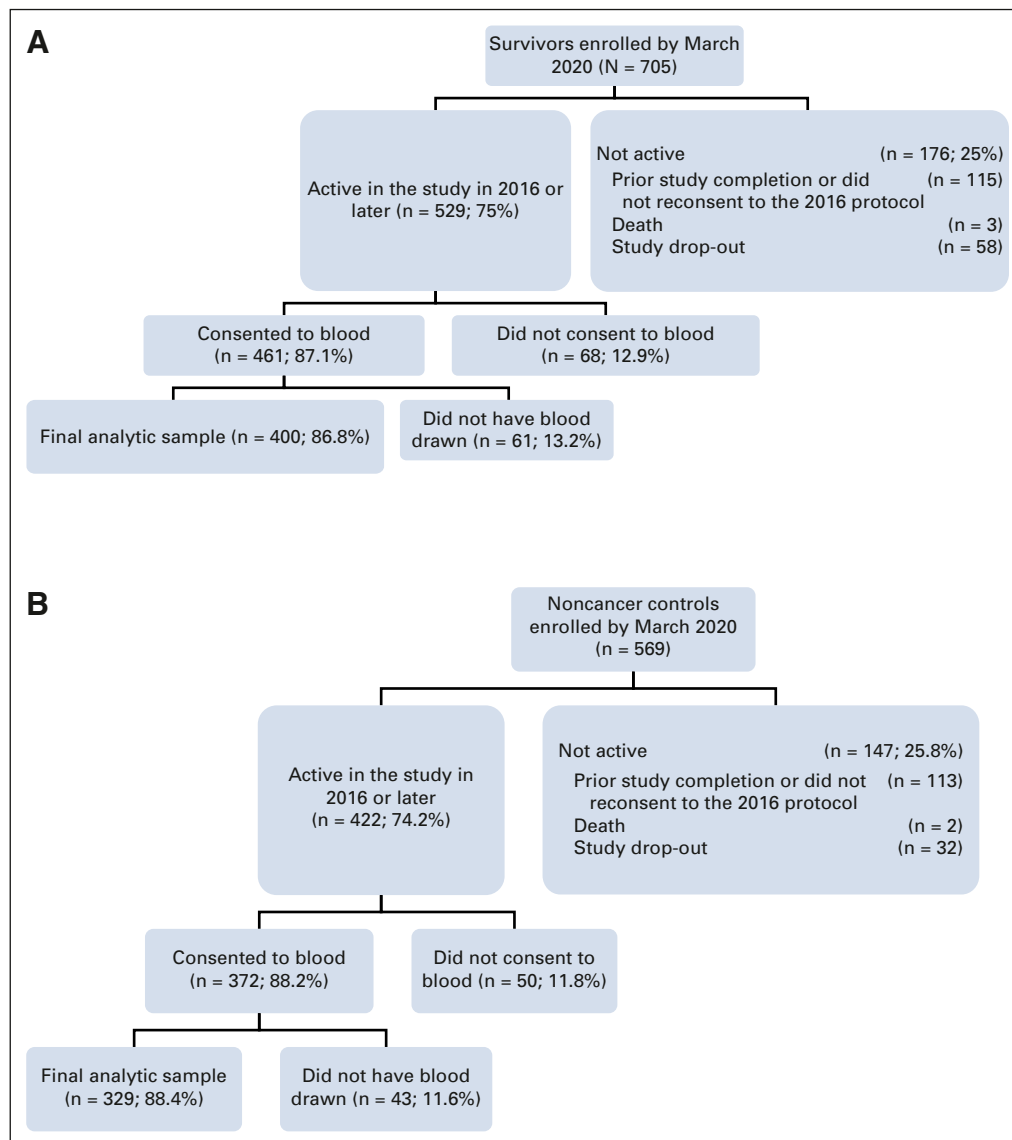 A
Survivors enrolled by March
2020 (N = 705)
Active in the study in 2016 or
later (n = 529; 75%)
Not active (n = 176; 25%)
Prior study completion or did (n = 115)
not reconsent to the 2016 protocol
Death (n = 3)
Study drop-out (n = 58)
Consented to blood
(n = 461; 87.1%)
Did not consent to blood
(n = 68; 12.9%)
Final analytic sample (n = 400; 86.8%)
Did not have blood
drawn (n = 61; 13.2%)
B
Noncancer controls
enrolled by March 2020
(n = 569)
Active in the study in
2016 or later
(n = 422; 74.2%)
Not active (n = 147; 25.8%)
Prior study completion or did not (n = 113)
reconsent to the 2016 protocol
Death (n = 2)
Study drop-out (n = 32)
Consented to blood
(n = 372; 88.2%)
Did not consent to
blood (n = 50; 11.8%)
Final analytic sample
(n = 329; 88.4%)
Did not have blood
drawn (n = 43; 11.6%)